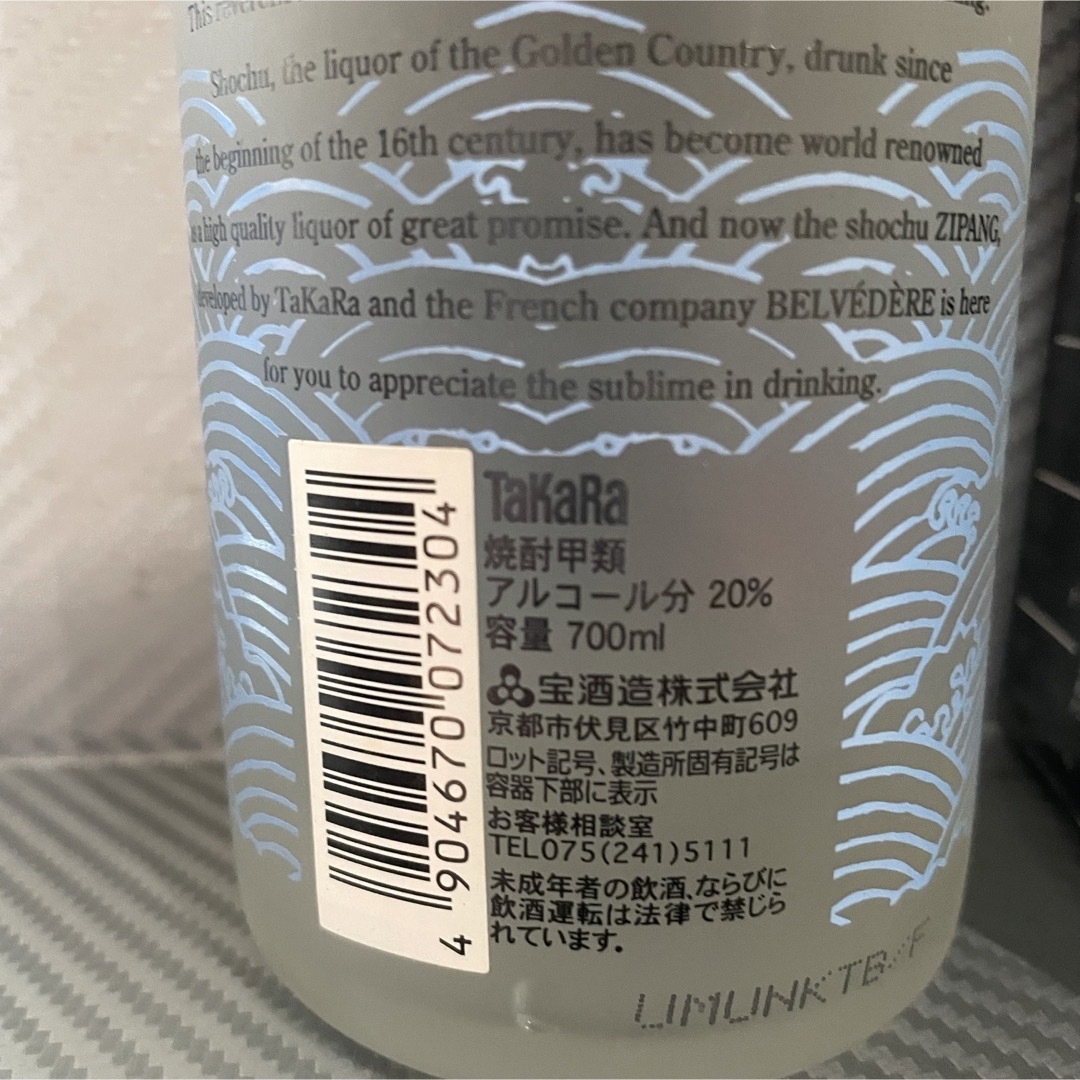 This
Shochu, the liquor of the Golden Country, drunk since
the beginning of the 16th century, has become world renowned
as a high quality liquor of great promise. And now the shochu ZIPANG,
developed by TaKaRa and the French company BELVÉDÈRE is here
for you to appreciate the sublime in drinking.
4 904670 072304
TaKaRa
焼酎甲類
アルコール分 20%
容量 700ml
宝酒造株式会社
京都市伏見区竹中町609
ロット記号、製造所固有記号は
容器下部に表示
お客様相談室
TEL075(241)5111
未成年者の飲酒、ならびに
飲酒運転は法律で禁じら
れています。